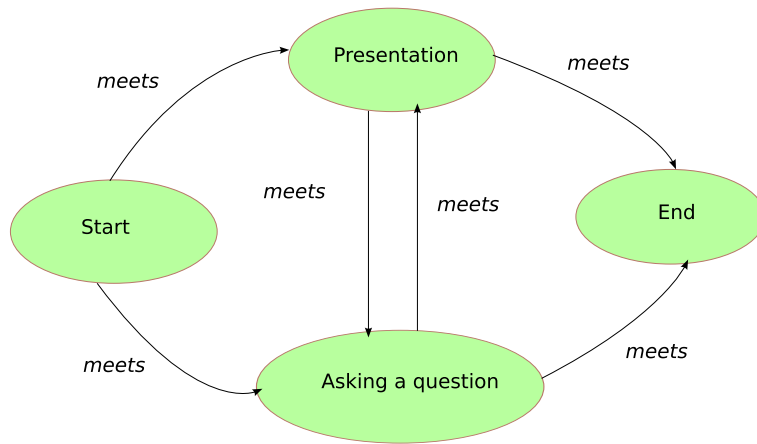 Presentation
meets
meets
meets
meets
Start
End
meets
Asking a question
meets